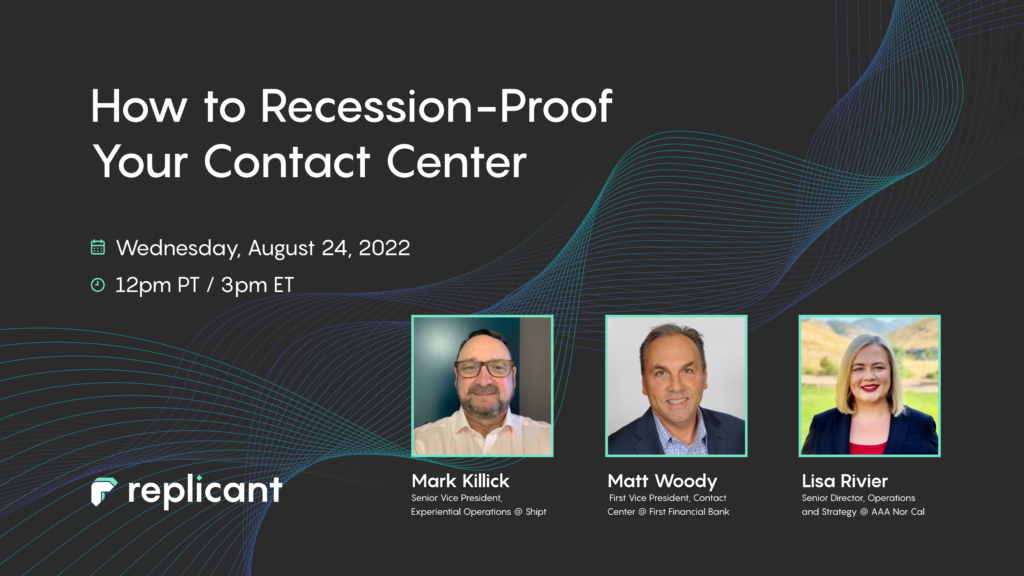 How to Recession-Proof
Your Contact Center
Wednesday, August 24, 2022
12pm PT / 3pm ET
replicant
Mark Killick
Senior Vice President,
Experiential Operations @ Shipt
Matt Woody
First Vice President, Contact
Center @ First Financial Bank
Lisa Rivier
Senior Director, Operations
and Strategy @ AAA Nor Cal